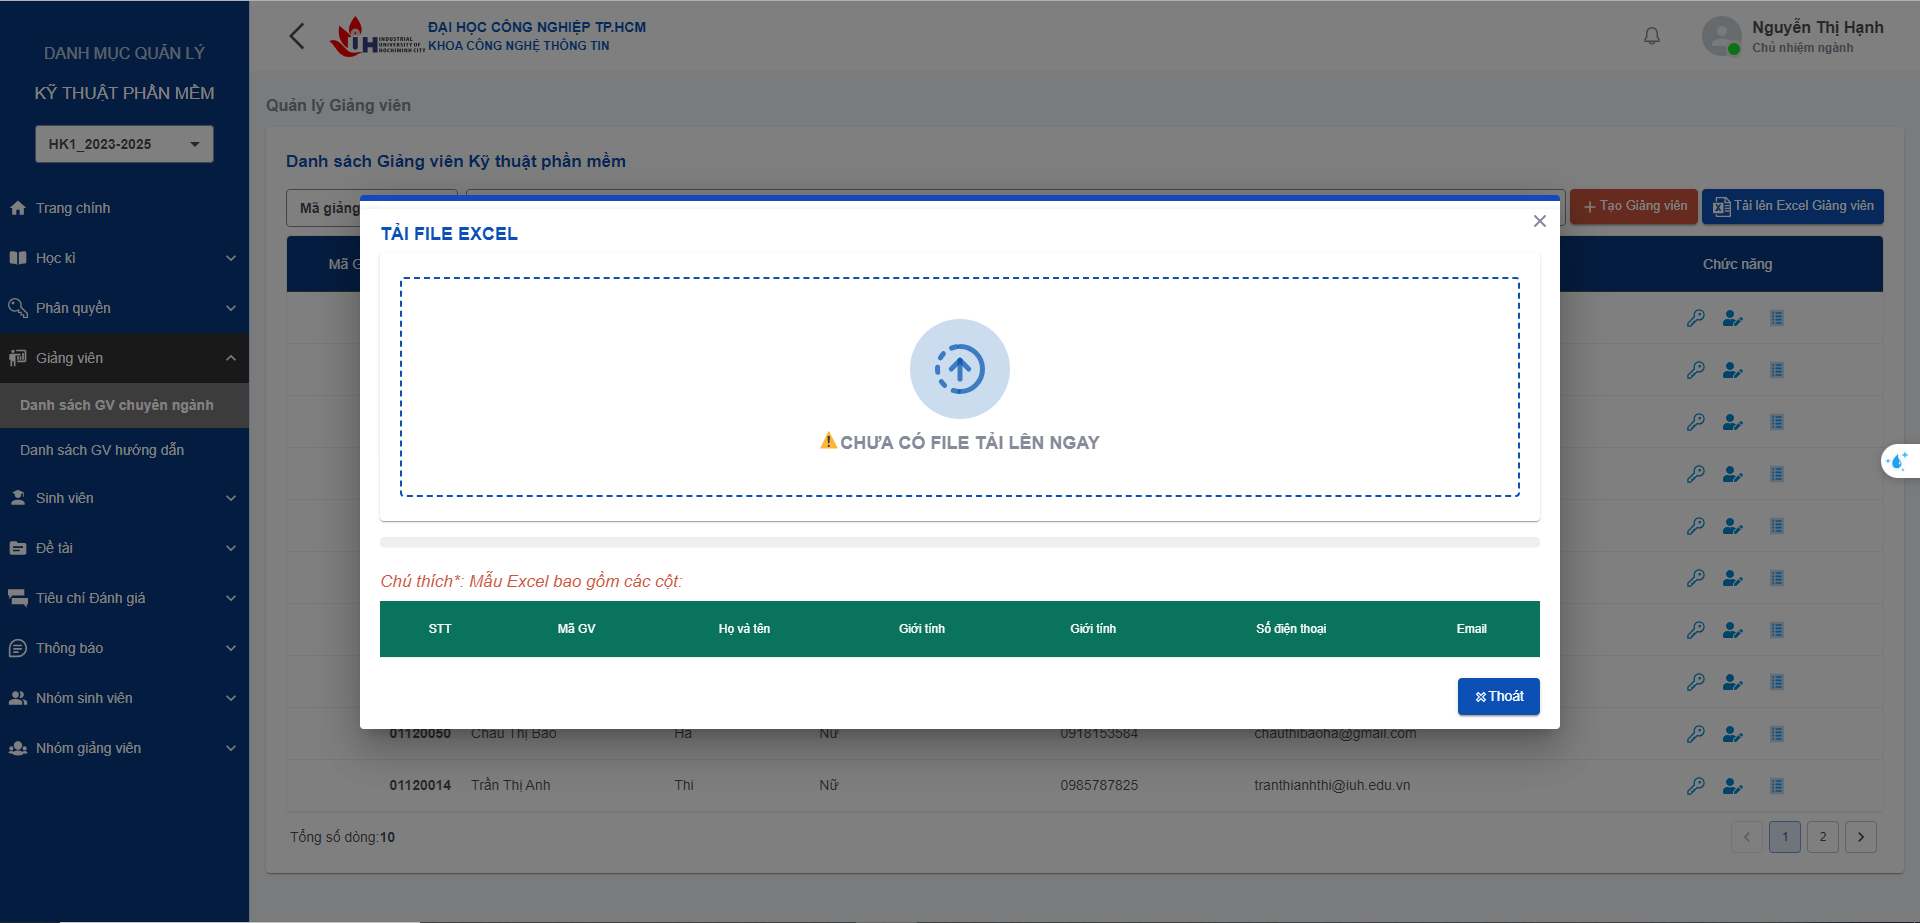 DANH MỤC QUẢN LÝ
KỸ THUẬT PHẦN MỀM
HK1_2023-2025
Trang chính
Học kì
Phân quyền
Giảng viên
Danh sách GV chuyên ngành
Danh sách GV hướng dẫn
Sinh viên
Đề tài
Tiêu chí Đánh giá
Thông báo
Nhóm sinh viên
Nhóm giảng viên
IUH INDUSTRIAL
UNIVERSITY OF
HOCHIMINH CITY
ĐẠI HỌC CÔNG NGHIỆP TP.HCM
KHOA CÔNG NGHỆ THÔNG TIN
Nguyễn Thị Hạnh
Chủ nhiệm ngành
Quản lý Giảng viên
Danh sách Giảng viên Kỹ thuật phần mềm
Mã giảng
Tạo Giảng viên
Tải lên Excel Giảng viên
Mã G
Chức năng
TẢI FILE EXCEL
CHƯA CÓ FILE TẢI LÊN NGAY
Chú thích*: Mẫu Excel bao gồm các cột:
STT Mã GV Họ và tên Giới tính Giới tính Số điện thoại Email
Thoát
01120050 Châu Thị Bảo Hà Nữ 0918153584 chauthibaoha@gmail.com
01120014 Trần Thị Anh Thi Nữ 0985787825 tranthianhthi@iuh.edu.vn
Tổng số dòng:10
1 2